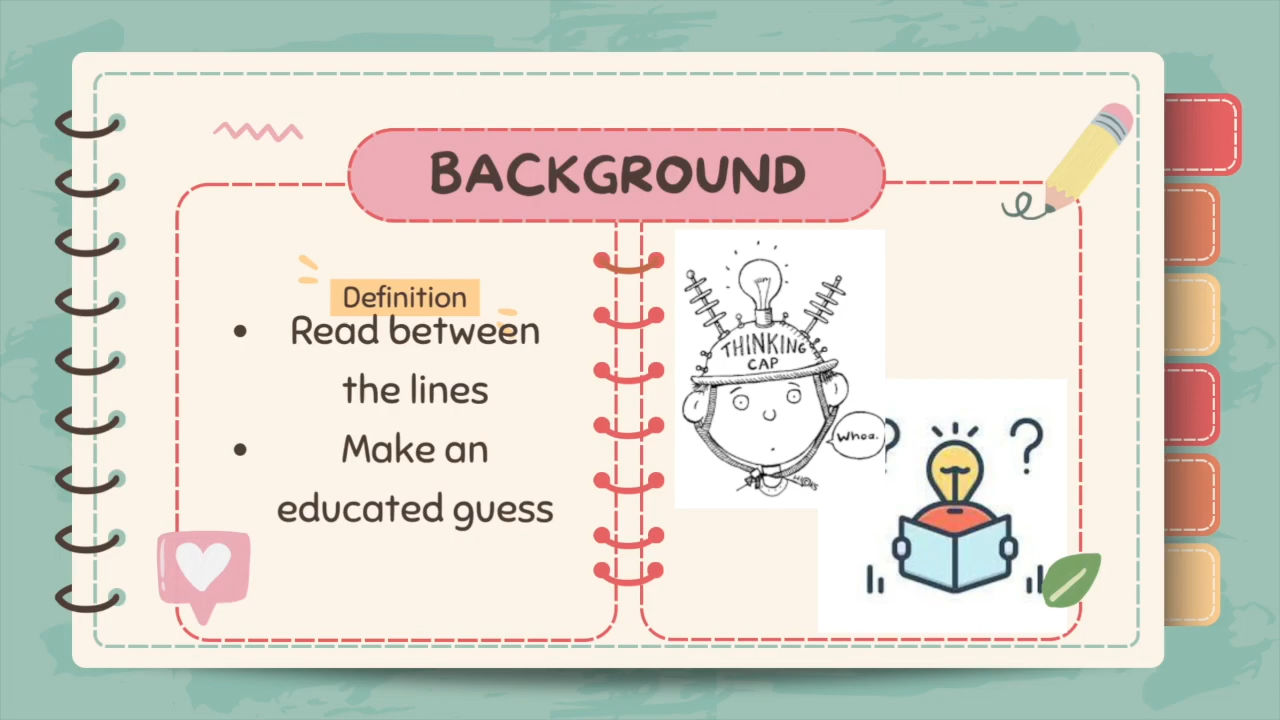 BACKGROUND
Definition
• Read between
the lines
• Make an
educated guess
THINKING
CAP
Whoa.
?
?